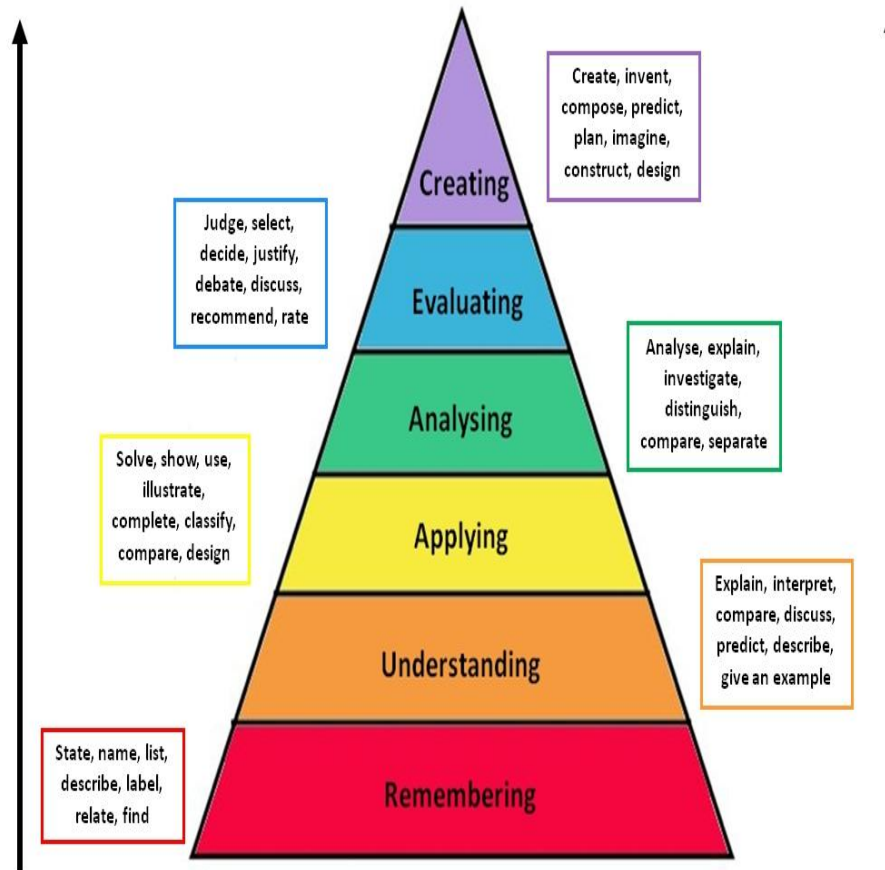 Create, invent,
compose, predict,
plan, imagine,
construct, design
Creating
Judge, select,
decide, justify,
debate, discuss,
recommend, rate
Evaluating
Analyse, explain,
investigate,
distinguish,
compare, separate
Analysing
Solve, show, use,
illustrate,
complete, classify,
compare, design
Applying
Explain, interpret,
compare, discuss,
predict, describe,
give an example
Understanding
State, name, list,
describe, label,
relate, find
Remembering